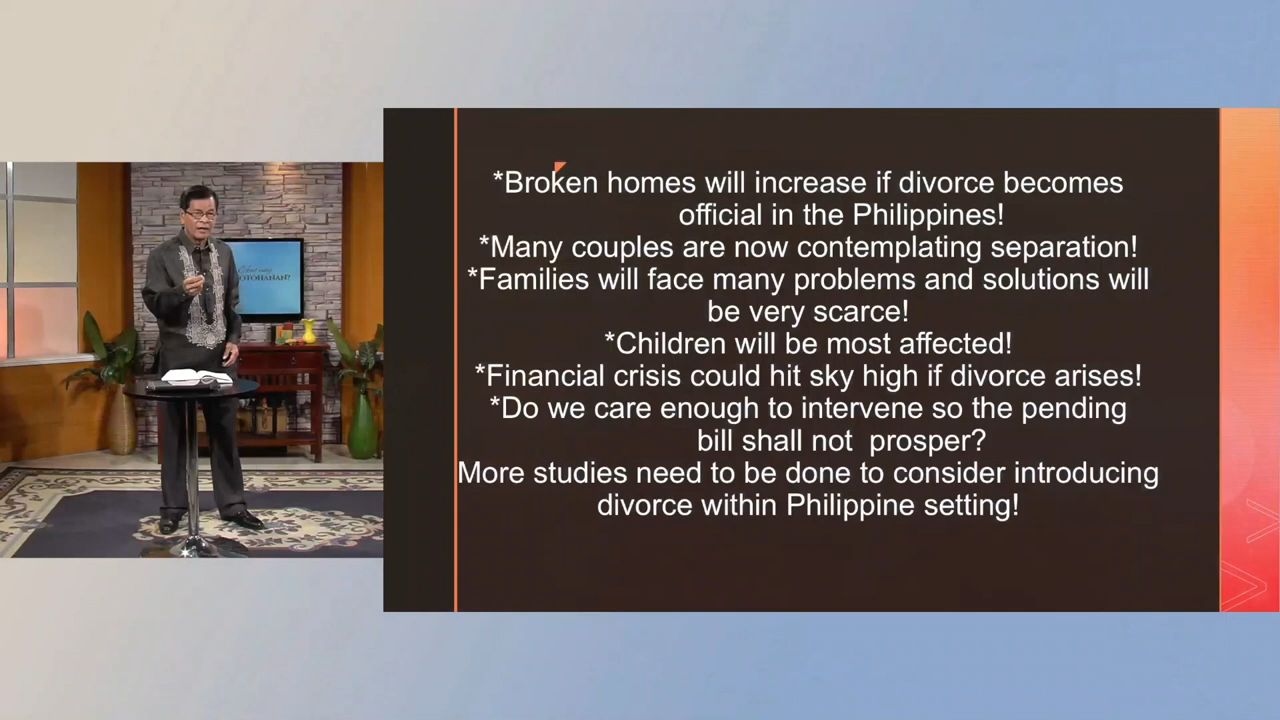 *Broken homes will increase if divorce becomes
official in the Philippines!
*Many couples are now contemplating separation!
*Families will face many problems and solutions will
be very scarce!
*Children will be most affected!
*Financial crisis could hit sky high if divorce arises!
*Do we care enough to intervene so the pending
bill shall not  prosper?
More studies need to be done to consider introducing
divorce within Philippine setting!